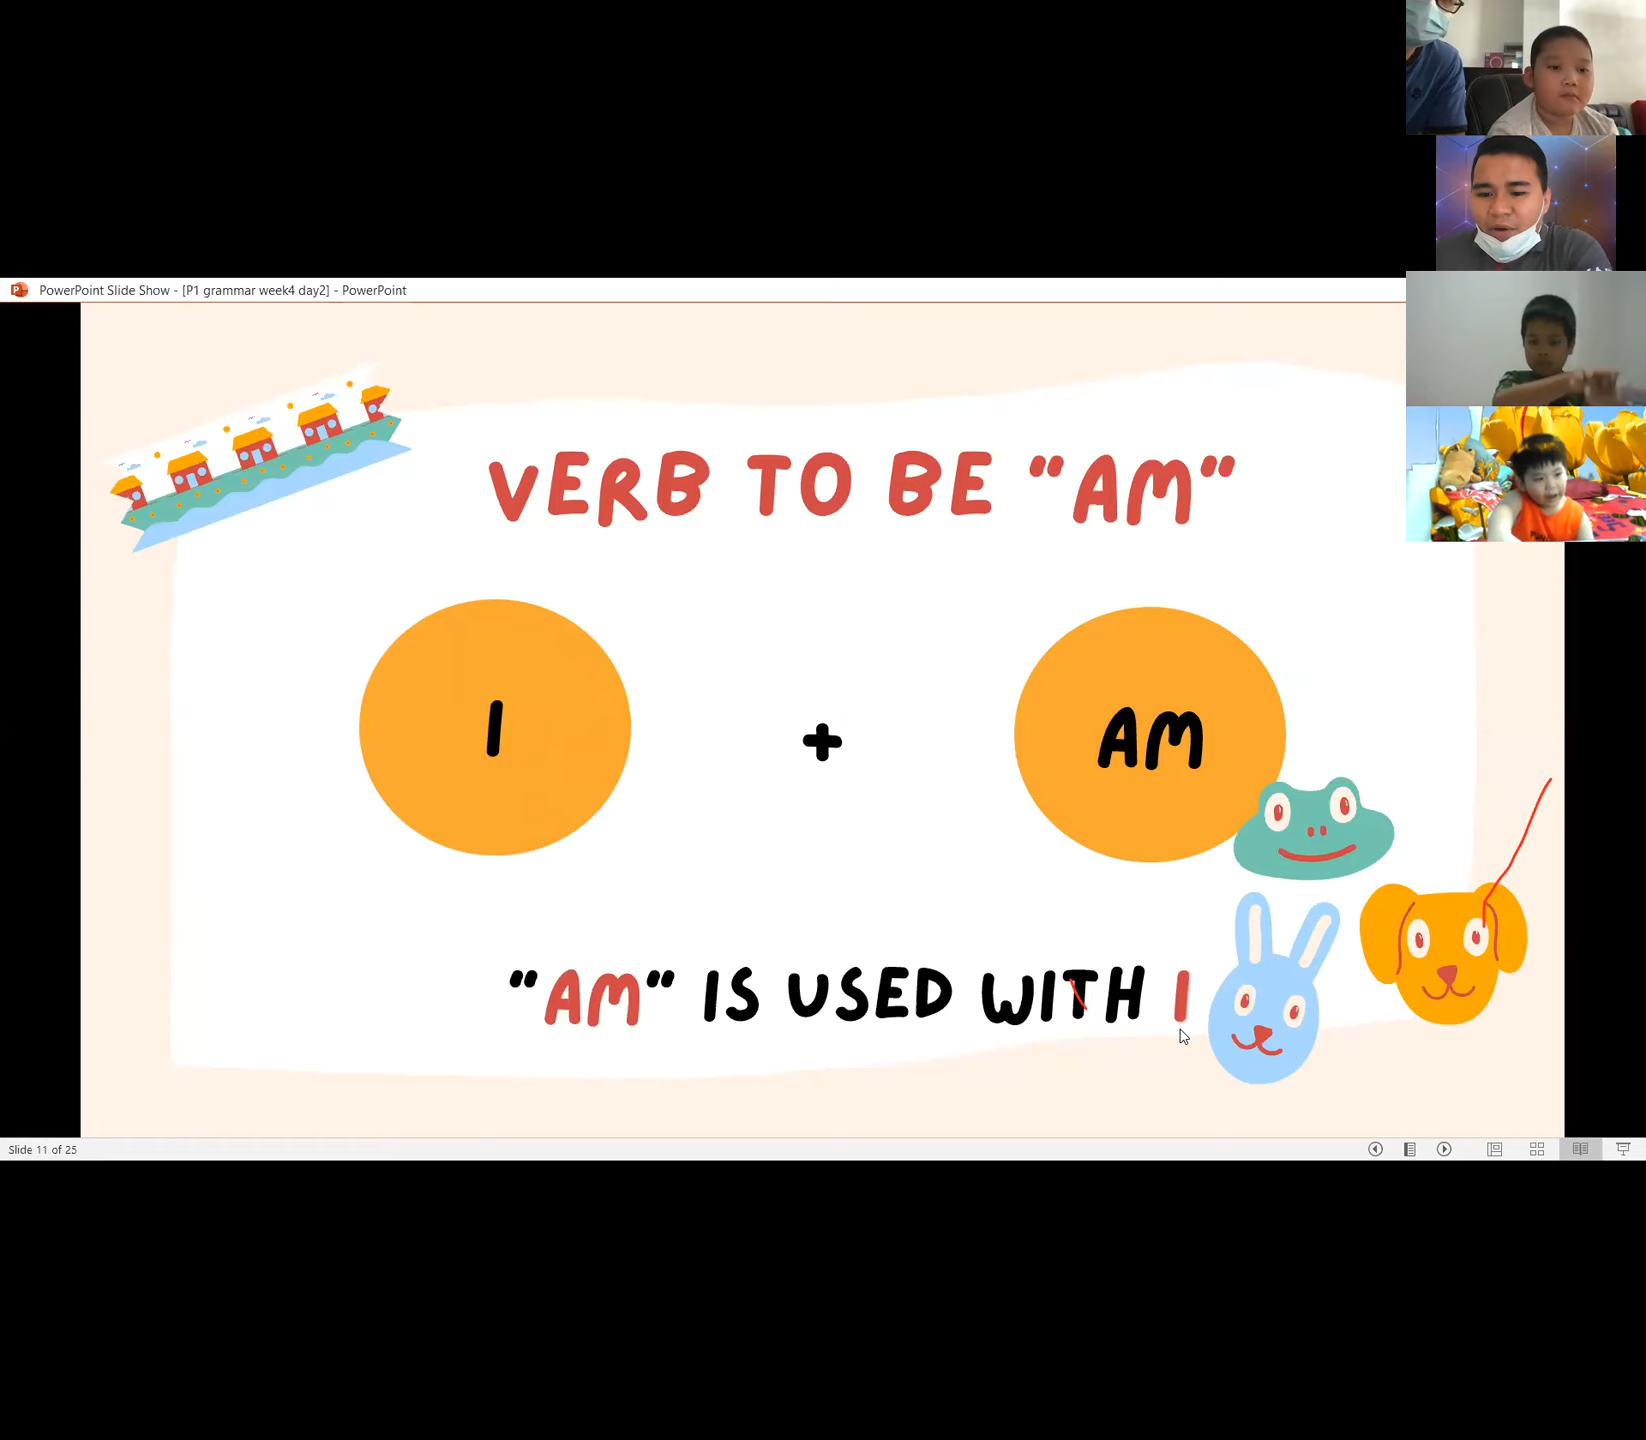 PowerPoint Slide Show - [P1 grammar week4 day2] - PowerPoint
VERB TO BE "AM"
I + AM
"AM" IS USED WITH I
Slide 11 of 25